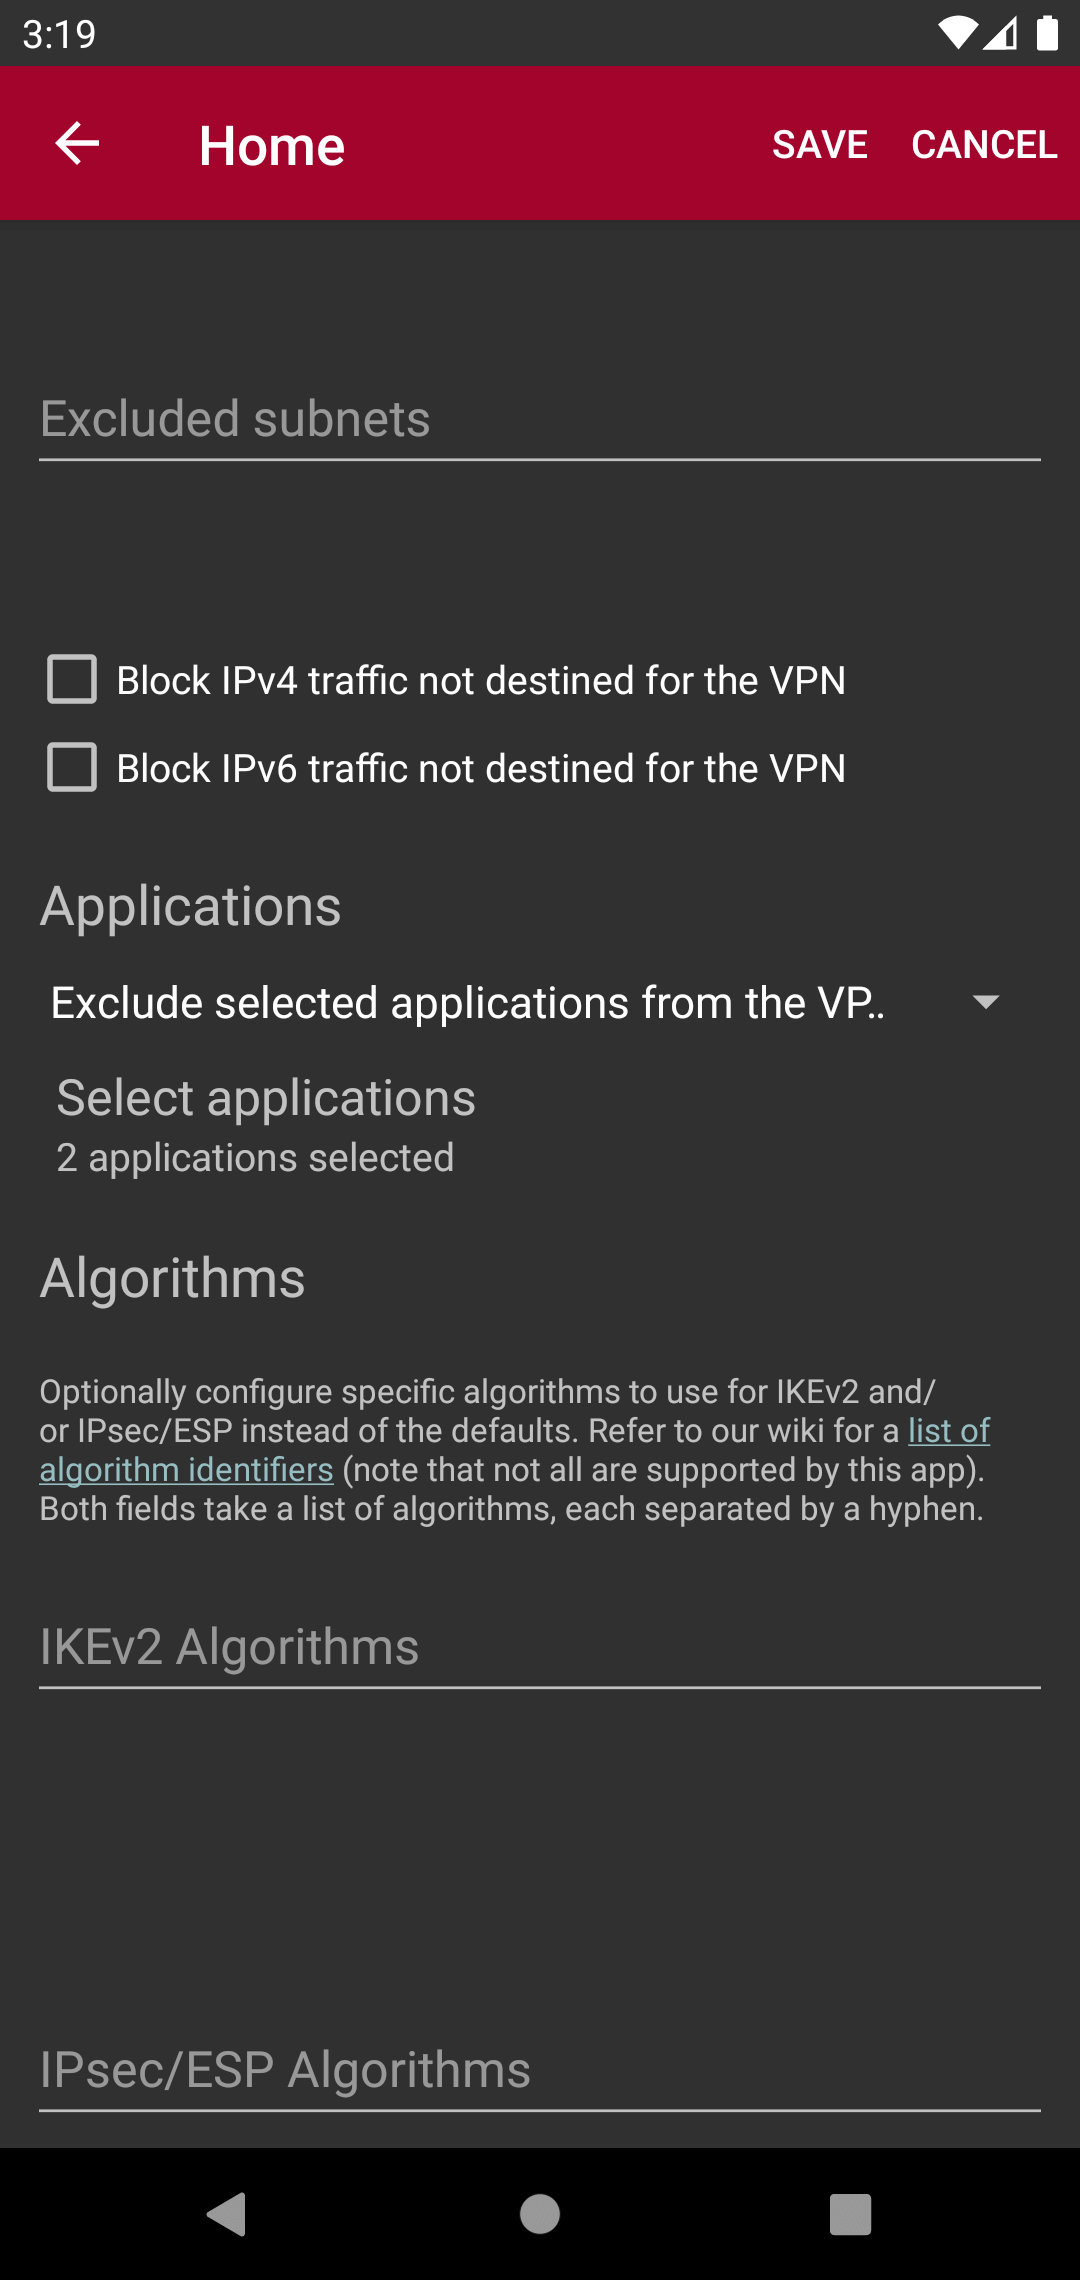 3:19
Home
SAVE
CANCEL
Excluded subnets
Block IPv4 traffic not destined for the VPN
Block IPv6 traffic not destined for the VPN
Applications
Exclude selected applications from the VP..
Select applications
2 applications selected
Algorithms
Optionally configure specific algorithms to use for IKEv2 and/
or IPsec/ESP instead of the defaults. Refer to our wiki for a list of
algorithm identifiers (note that not all are supported by this app).
Both fields take a list of algorithms, each separated by a hyphen.
IKEv2 Algorithms
IPsec/ESP Algorithms